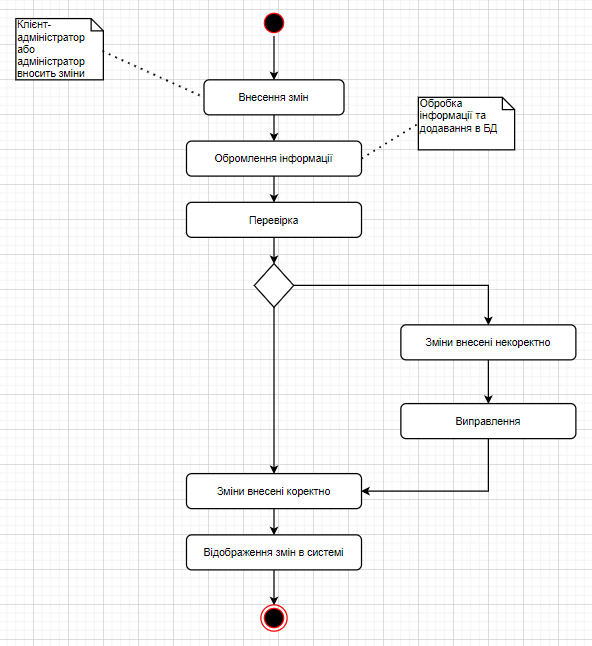 Клієнт-
адміністратор
або
адміністратор
вносить зміни
Внесення змін
Обробка
інформації та
додавання в БД
Обромлення інформації
Перевірка
Зміни внесені некоректно
Виправлення
Зміни внесені коректно
Відображення змін в системі